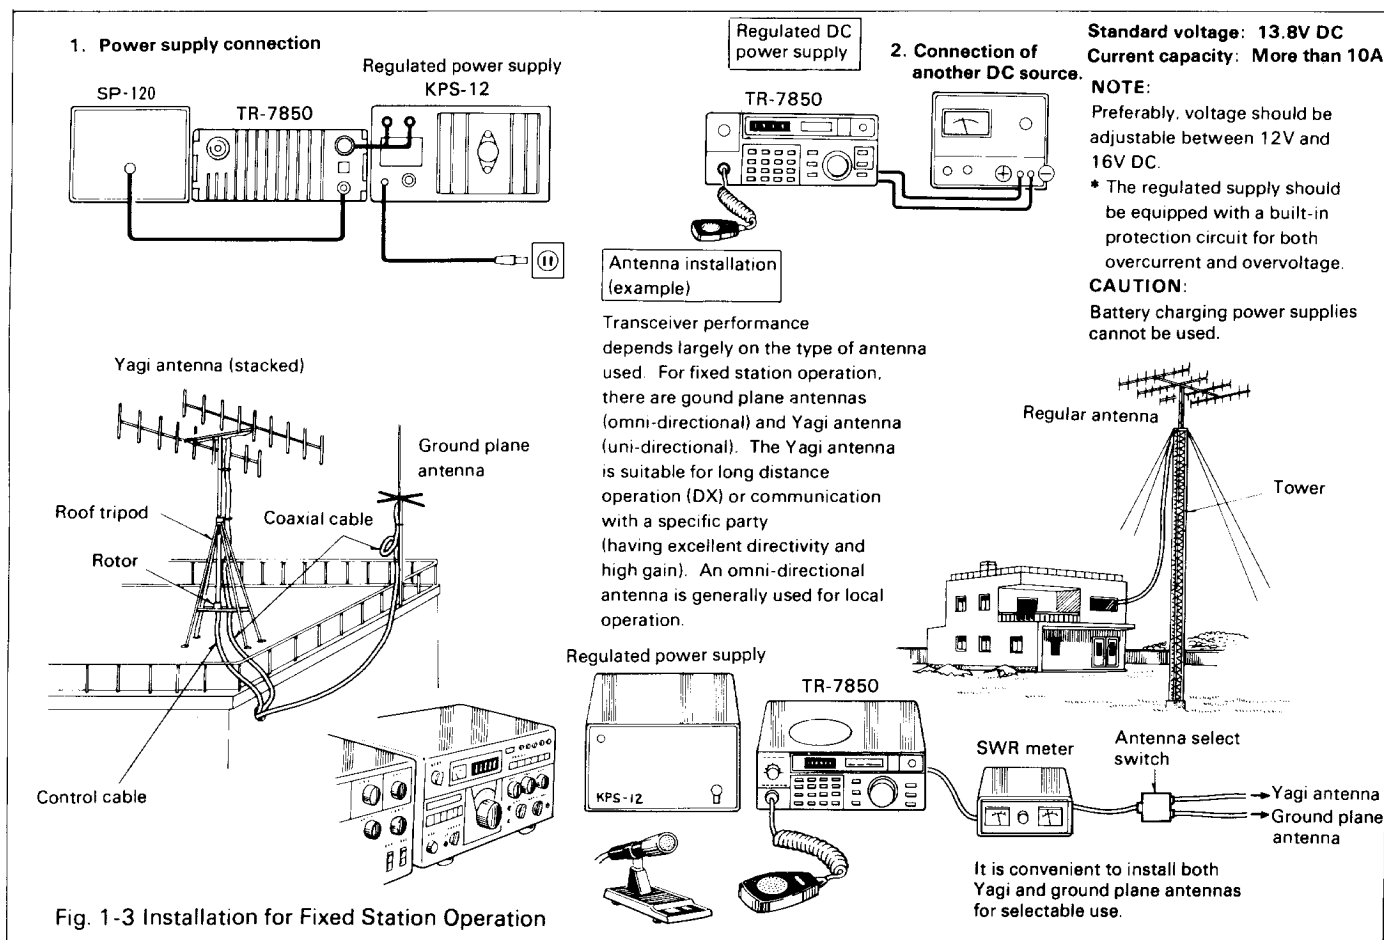 1. Power supply connection
SP-120
TR-7850
Regulated power supply
KPS-12
Regulated DC
power supply
2. Connection of
another DC source.
TR-7850
Standard voltage: 13.8V DC
Current capacity: More than 10A
NOTE:
Preferably, voltage should be
adjustable between 12V and
16V DC.
* The regulated supply should
be equipped with a built-in
protection circuit for both
overcurrent and overvoltage.
CAUTION:
Battery charging power supplies
cannot be used.
Antenna installation
(example)
Transceiver performance
depends largely on the type of antenna
used. For fixed station operation,
there are gound plane antennas
(omni-directional) and Yagi antenna
(uni-directional). The Yagi antenna
is suitable for long distance
operation (DX) or communication
with a specific party
(having excellent directivity and
high gain). An omni-directional
antenna is generally used for local
operation.
Yagi antenna (stacked)
Ground plane
antenna
Roof tripod
Coaxial cable
Rotor
Control cable
Regular antenna
Tower
Regulated power supply
KPS-12
TR-7850
SWR meter
Antenna select
switch
Yagi antenna
Ground plane
antenna
It is convenient to install both
Yagi and ground plane antennas
for selectable use.
Fig. 1-3 Installation for Fixed Station Operation